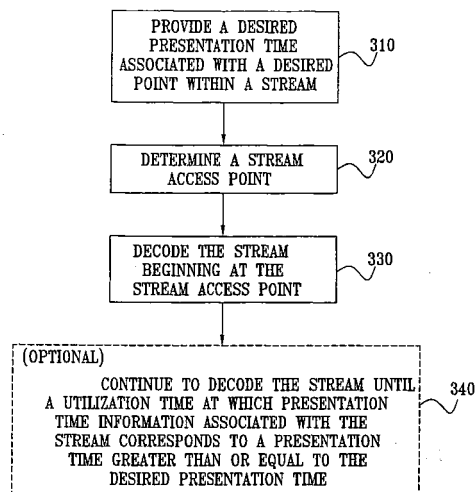 PROVIDE A DESIRED
PRESENTATION TIME
ASSOCIATED WITH A DESIRED
POINT WITHIN A STREAM
310
DETERMINE A STREAM
ACCESS POINT
320
DECODE THE STREAM
BEGINNING AT THE
STREAM ACCESS POINT
330
(OPTIONAL)
CONTINUE TO DECODE THE STREAM UNTIL
A UTILIZATION TIME AT WHICH PRESENTATION
TIME INFORMATION ASSOCIATED WITH THE
STREAM CORRESPONDS TO A PRESENTATION
TIME GREATER THAN OR EQUAL TO THE
DESIRED PRESENTATION TIME
340